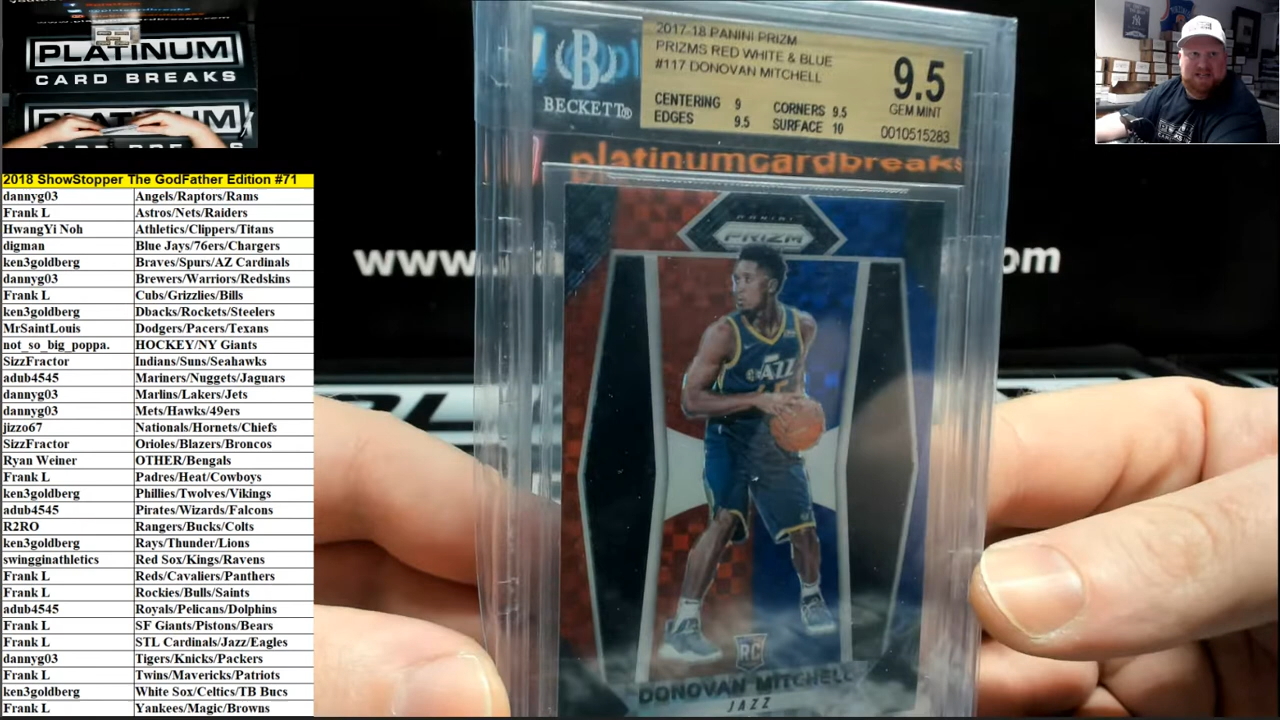 PLATINUM
CARD BREAKS
PLATINUM
2018 ShowStopper The GodFather Edition #71
dannyg03 Angels/Raptors/Rams
Frank L Astros/Nets/Raiders
HwangYi Noh Athletics/Clippers/Titans
digman Blue Jays/76ers/Chargers
ken3goldberg Braves/Spurs/AZ Cardinals
dannyg03 Brewers/Warriors/Redskins
Frank L Cubs/Grizzlies/Bills
ken3goldberg Dbacks/Rockets/Steelers
MrSaintLouis Dodgers/Pacers/Texans
not_so_big_poppa. HOCKEY/NY Giants
SizzFractor Indians/Suns/Seahawks
adub4545 Mariners/Nuggets/Jaguars
dannyg03 Marlins/Lakers/Jets
dannyg03 Mets/Hawks/49ers
jizzo67 Nationals/Hornets/Chiefs
SizzFractor Orioles/Blazers/Broncos
Ryan Weiner OTHER/Bengals
Frank L Padres/Heat/Cowboys
ken3goldberg Phillies/Twolves/Vikings
adub4545 Pirates/Wizards/Falcons
R2RO Rangers/Bucks/Colts
ken3goldberg Rays/Thunder/Lions
swingginathletics Red Sox/Kings/Ravens
Frank L Reds/Cavaliers/Panthers
Frank L Rockies/Bulls/Saints
adub4545 Royals/Pelicans/Dolphins
Frank L SF Giants/Pistons/Bears
Frank L STL Cardinals/Jazz/Eagles
dannyg03 Tigers/Knicks/Packers
Frank L Twins/Mavericks/Patriots
ken3goldberg White Sox/Celtics/TB Bucs
Frank L Yankees/Magic/Browns
B
BECKETT®
2017-18 PANINI PRIZM
PRIZMS RED WHITE & BLUE
#117 DONOVAN MITCHELL
CENTERING 9 CORNERS 9.5
EDGES 9.5 SURFACE 10
9.5
GEM MINT
0010515283
platinumcardbreaks
www. om
PANINI
PRIZM
JAZZ
45
RC
DONOVAN MITCHELL
JAZZ